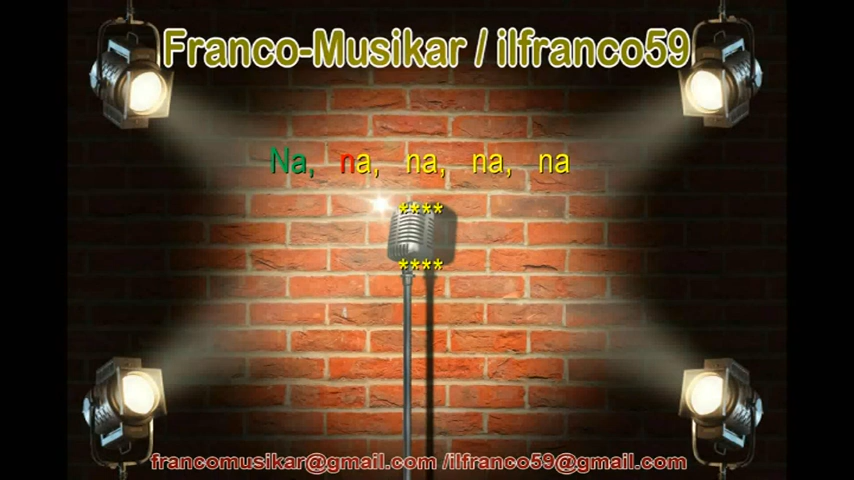 Franco-Musikar / ilfranco59
Na, na, na, na, na
****
****
francomusikar@gmail.com /ilfranco59@gmail.com